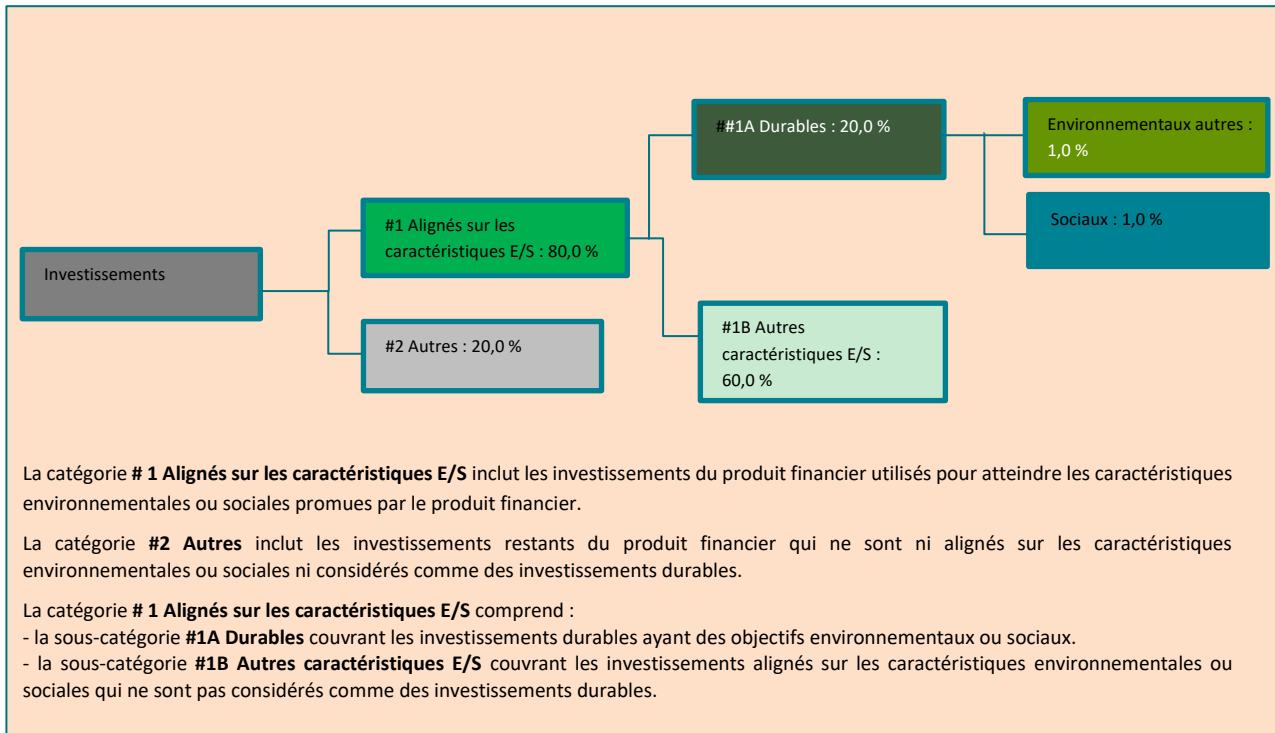 ##1A Durables : 20,0 %
Environnementaux autres :
1,0 %
#1 Alignés sur les
caractéristiques E/S : 80,0 %
Sociaux : 1,0 %
Investissements
#2 Autres : 20,0 %
#1B Autres
caractéristiques E/S :
60,0 %
La catégorie # 1 Alignés sur les caractéristiques E/S inclut les investissements du produit financier utilisés pour atteindre les caractéristiques
environnementales ou sociales promues par le produit financier.
La catégorie #2 Autres inclut les investissements restants du produit financier qui ne sont ni alignés sur les caractéristiques
environnementales ou sociales ni considérés comme des investissements durables.
La catégorie # 1 Alignés sur les caractéristiques E/S comprend :
- la sous-catégorie #1A Durables couvrant les investissements durables ayant des objectifs environnementaux ou sociaux.
- la sous-catégorie #1B Autres caractéristiques E/S couvrant les investissements alignés sur les caractéristiques environnementales ou
sociales qui ne sont pas considérés comme des investissements durables.